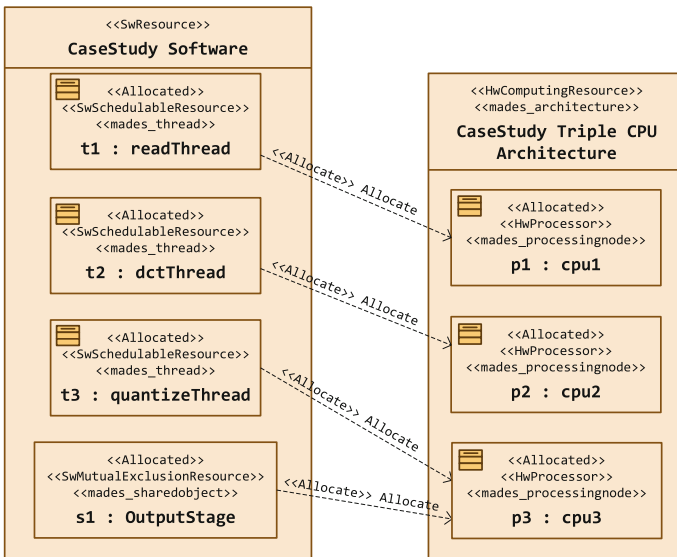 <<SwResource>>
CaseStudy Software
<<Allocated>>
<<SwSchedulableResource>>
<<mades_thread>>
t1 : readThread
<<Allocated>>
<<SwSchedulableResource>>
<<mades_thread>>
t2 : dctThread
<<Allocated>>
<<SwSchedulableResource>>
<<mades_thread>>
t3 : quantizeThread
<<Allocated>>
<<SwMutualExclusionResource>>
<<mades_sharedobject>>
s1 : OutputStage
<<Allocate>> Allocate
<<Allocate>> Allocate
<<Allocate>> Allocate
<<Allocate>> Allocate
<<HwComputingResource>>
<<mades_architecture>>
CaseStudy Triple CPU
Architecture
<<Allocated>>
<<HwProcessor>>
<<mades_processingnode>>
p1 : cpu1
<<Allocated>>
<<HwProcessor>>
<<mades_processingnode>>
p2 : cpu2
<<Allocated>>
<<HwProcessor>>
<<mades_processingnode>>
p3 : cpu3